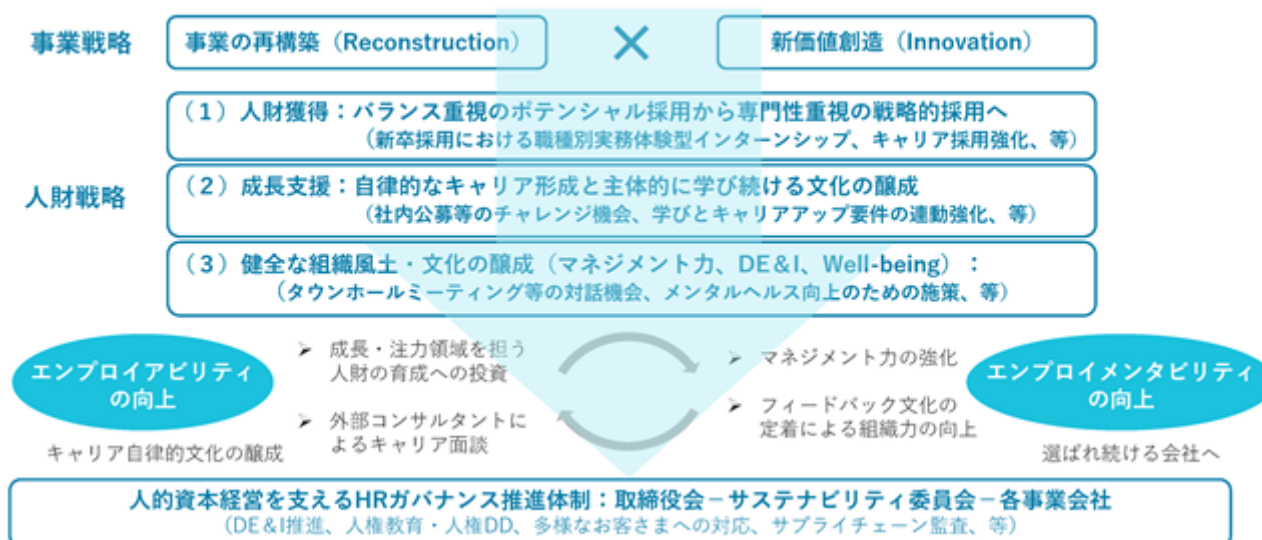 事業戦略
事業の再構築（Reconstruction）
×
新価値創造（Innovation）
人財戦略
（1）人財獲得：バランス重視のポテンシャル採用から専門性重視の戦略的採用へ
（新卒採用における職種別実務体験型インターンシップ、キャリア採用強化、等）
（2）成長支援：自律的なキャリア形成と主体的に学び続ける文化の醸成
（社内公募等のチャレンジ機会、学びとキャリアアップ要件の連動強化、等）
（3）健全な組織風土・文化の醸成（マネジメント力、DE＆I、Well-being）：
（タウンホールミーティング等の対話機会、メンタルヘルス向上のための施策、等）
エンプロイアビリティ
の向上
キャリア自律的文化の醸成
➢ 成長・注力領域を担う
人財の育成への投資
➢ 外部コンサルタントに
よるキャリア面談
➢ マネジメント力の強化
➢ フィードバック文化の
定着による組織力の向上
エンプロイメンタビリティ
の向上
選ばれ続ける会社へ
人的資本経営を支えるHRガバナンス推進体制：取締役会－サステナビリティ委員会－各事業会社
（DE＆I推進、人権教育・人権DD、多様なお客さまへの対応、サプライチェーン監査、等）